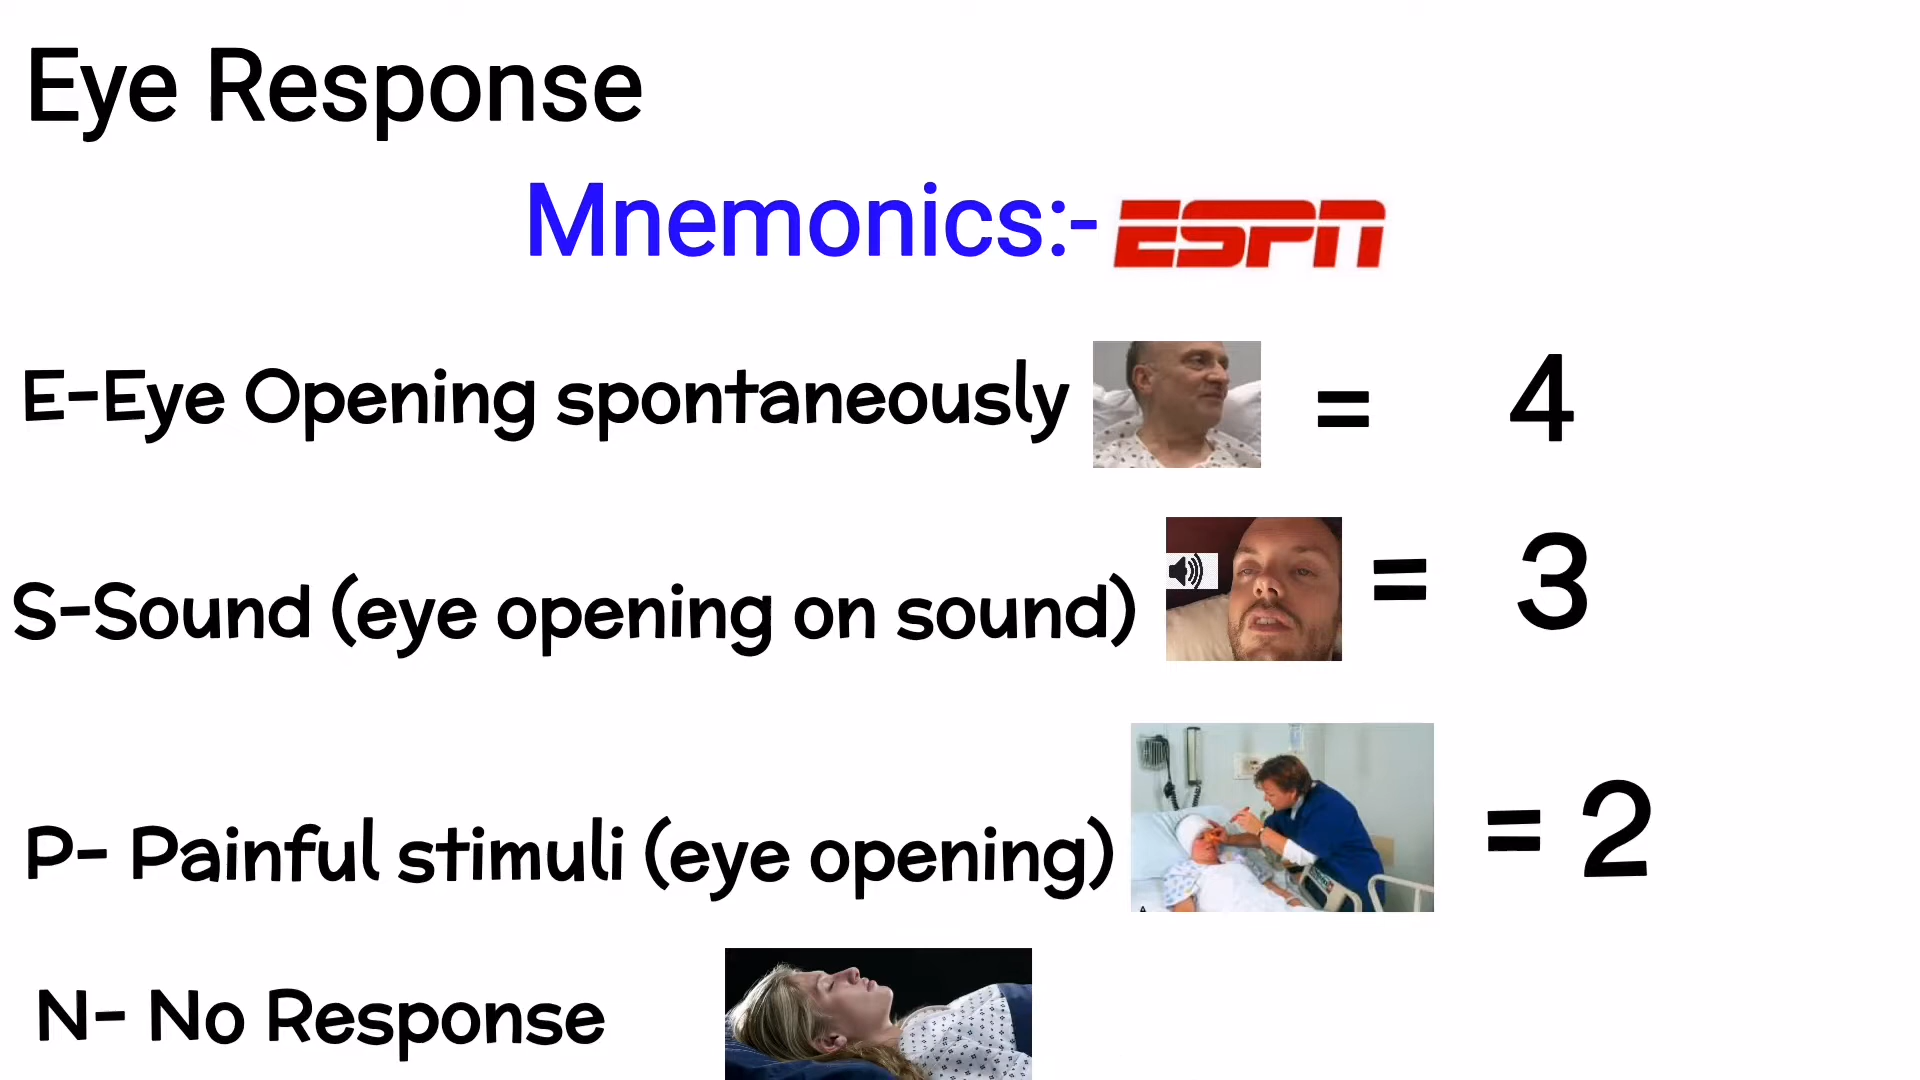 Eye Response
Mnemonics:- ESPN
E-Eye Opening spontaneously = 4
S-Sound (eye opening on sound) = 3
P- Painful stimuli (eye opening) = 2
N- No Response